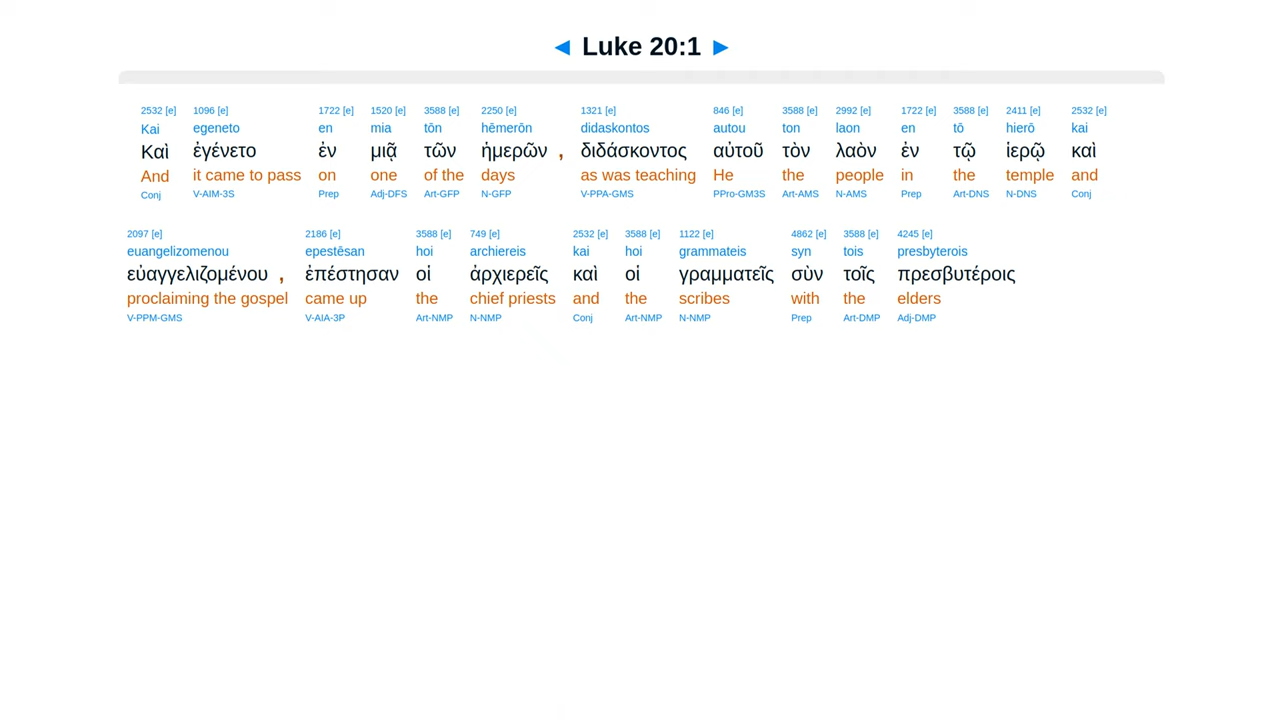 ◄ Luke 20:1 ►
2532 [e] 1096 [e] 1722 [e] 1520 [e] 3588 [e] 2250 [e] 1321 [e] 846 [e] 3588 [e] 2992 [e] 1722 [e] 3588 [e] 2411 [e] 2532 [e]
Kai egeneto en mia tōn hēmerōn didaskontos autou ton laon en tō hierō kai
Καὶ ἐγένετο ἐν μιᾷ τῶν ἡμερῶν , διδάσκοντος αὐτοῦ τὸν λαὸν ἐν τῷ ἱερῷ καὶ
And it came to pass on one of the days as was teaching He the people in the temple and
Conj V-AIM-3S Prep Adj-DFS Art-GFP N-GFP V-PPA-GMS PPro-GM3S Art-AMS N-AMS Prep Art-DNS N-DNS Conj
2097 [e] 2186 [e] 3588 [e] 749 [e] 2532 [e] 3588 [e] 1122 [e] 4862 [e] 3588 [e] 4245 [e]
euangelizomenou epestēsan hoi archiereis kai hoi grammateis syn tois presbyterois
εὐαγγελιζομένου , ἐπέστησαν οἱ ἀρχιερεῖς καὶ οἱ γραμματεῖς σὺν τοῖς πρεσβυτέροις
proclaiming the gospel came up the chief priests and the scribes with the elders
V-PPM-GMS V-AIA-3P Art-NMP N-NMP Conj Art-NMP N-NMP Prep Art-DMP Adj-DMP